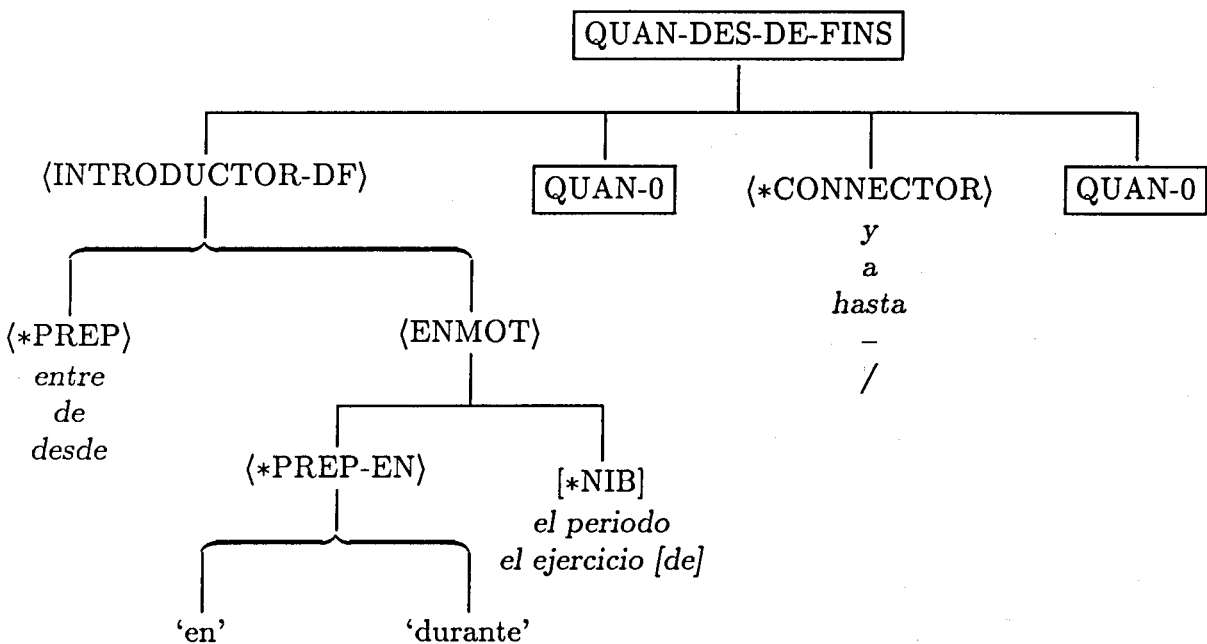 QUAN-DES-DE-FINS
⟨INTRODUCTOR-DF⟩ QUAN-0 ⟨*CONNECTOR⟩ QUAN-0
y
a
hasta
–
/
⟨*PREP⟩ ⟨ENMOT⟩
entre
de
desde
⟨*PREP-EN⟩ [*NIB]
el periodo
el ejercicio [de]
‘en’ ‘durante’